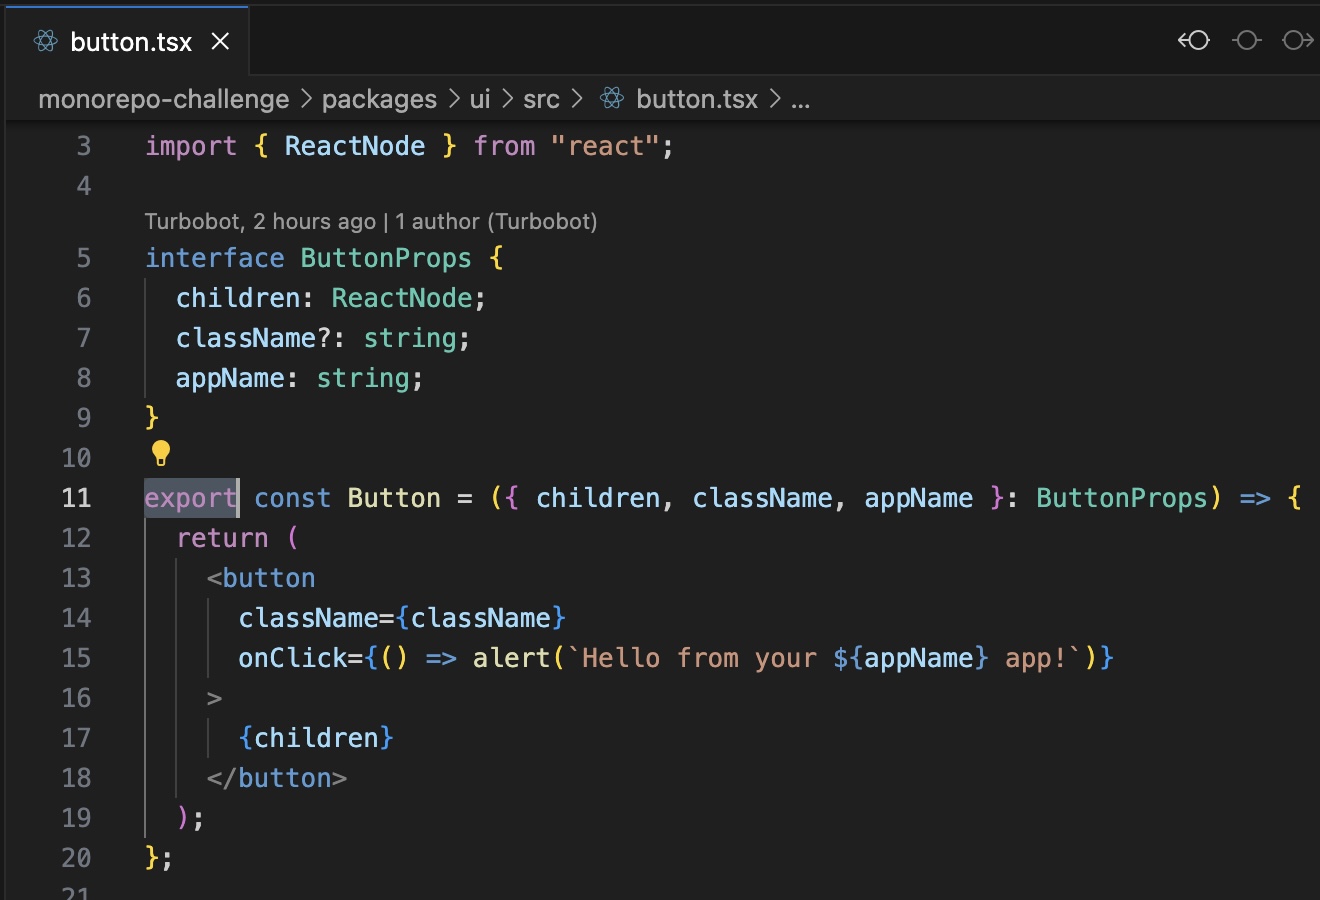 button.tsx
monorepo-challenge > packages > ui > src > button.tsx > ...
3 import { ReactNode } from "react";
4
Turbobot, 2 hours ago | 1 author (Turbobot)
5 interface ButtonProps {
6   children: ReactNode;
7   className?: string;
8   appName: string;
9 }
10
11 export const Button = ({ children, className, appName }: ButtonProps) => {
12   return (
13     <button
14       className={className}
15       onClick={() => alert(`Hello from your ${appName} app!`)}
16     >
17       {children}
18     </button>
19   );
20 };
21